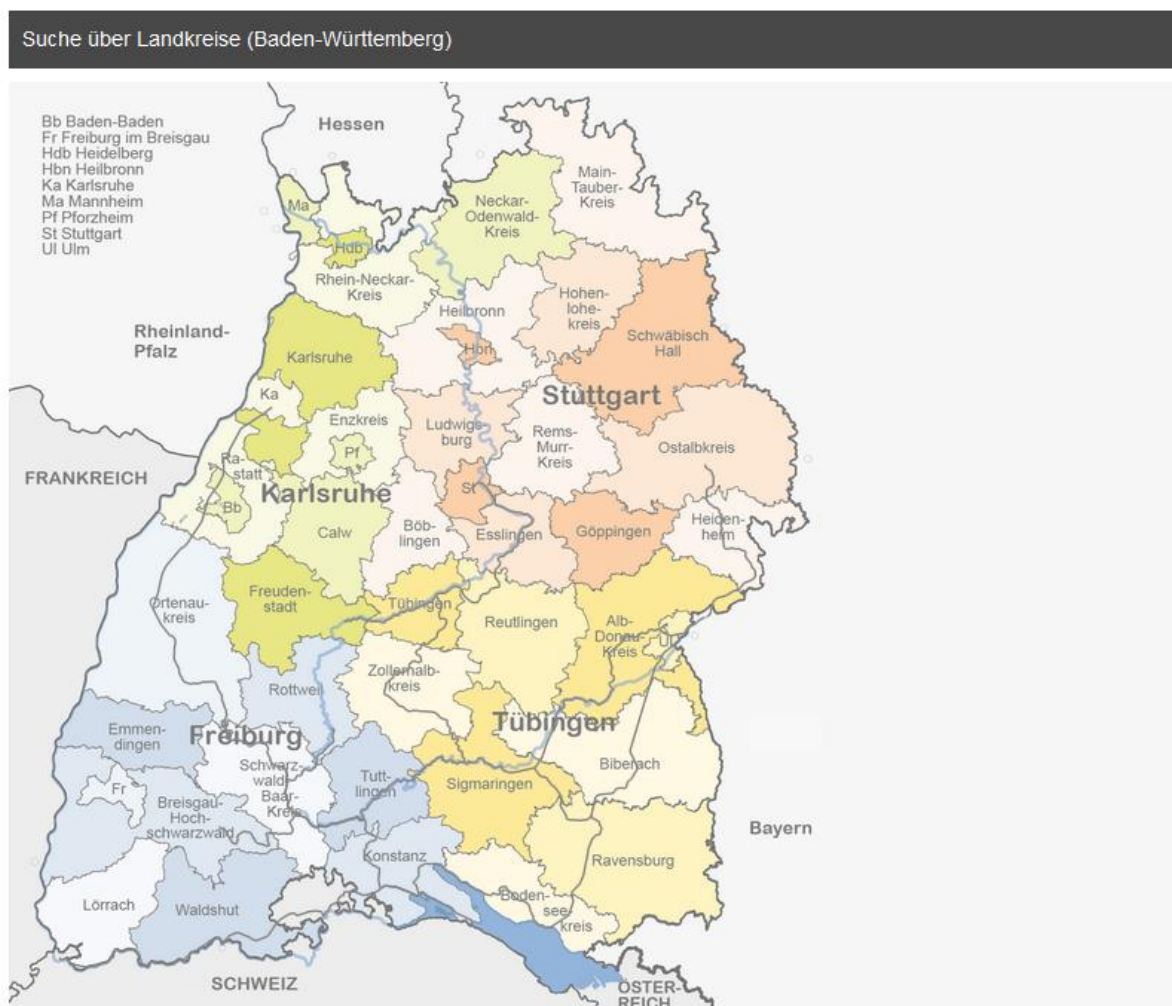 Suche über Landkreise (Baden-Württemberg)
Bb Baden-Baden
Fr Freiburg im Breisgau
Hdb Heidelberg
Hbn Heilbronn
Ka Karlsruhe
Ma Mannheim
Pf Pforzheim
St Stuttgart
Ul Ulm
Hessen
Main-
Tauber-
Kreis
Neckar-
Odenwald-
Kreis
Ma
Hdb
Rhein-Neckar-
Kreis
Hohen-
lohe-
kreis
Heilbronn
Hbn
Schwäbisch
Hall
Rheinland-
Pfalz
Karlsruhe
Stuttgart
Ka
Enzkreis
Ludwigs-
burg
Rems-
Murr-
Kreis
Ostalbkreis
Pf
Ra-
statt
FRANKREICH
Karlsruhe
St
Bb
Calw
Böb-
lingen
Esslingen
Göppingen
Heiden-
heim
Freuden-
stadt
Ortenau-
kreis
Tübingen
Reutlingen
Alb-
Donau-
Kreis
Ul
Zollernalb-
kreis
Rottweil
Tübingen
Emmen-
dingen
Freiburg
Schwarz-
wald-
Baar-
Kreis
Tutt-
lingen
Sigmaringen
Biberach
Fr
Breisgau-
Hoch-
schwarzwald
Bayern
Konstanz
Ravensburg
Boden-
see-
kreis
Lörrach
Waldshut
SCHWEIZ
ÖSTER-
REICH